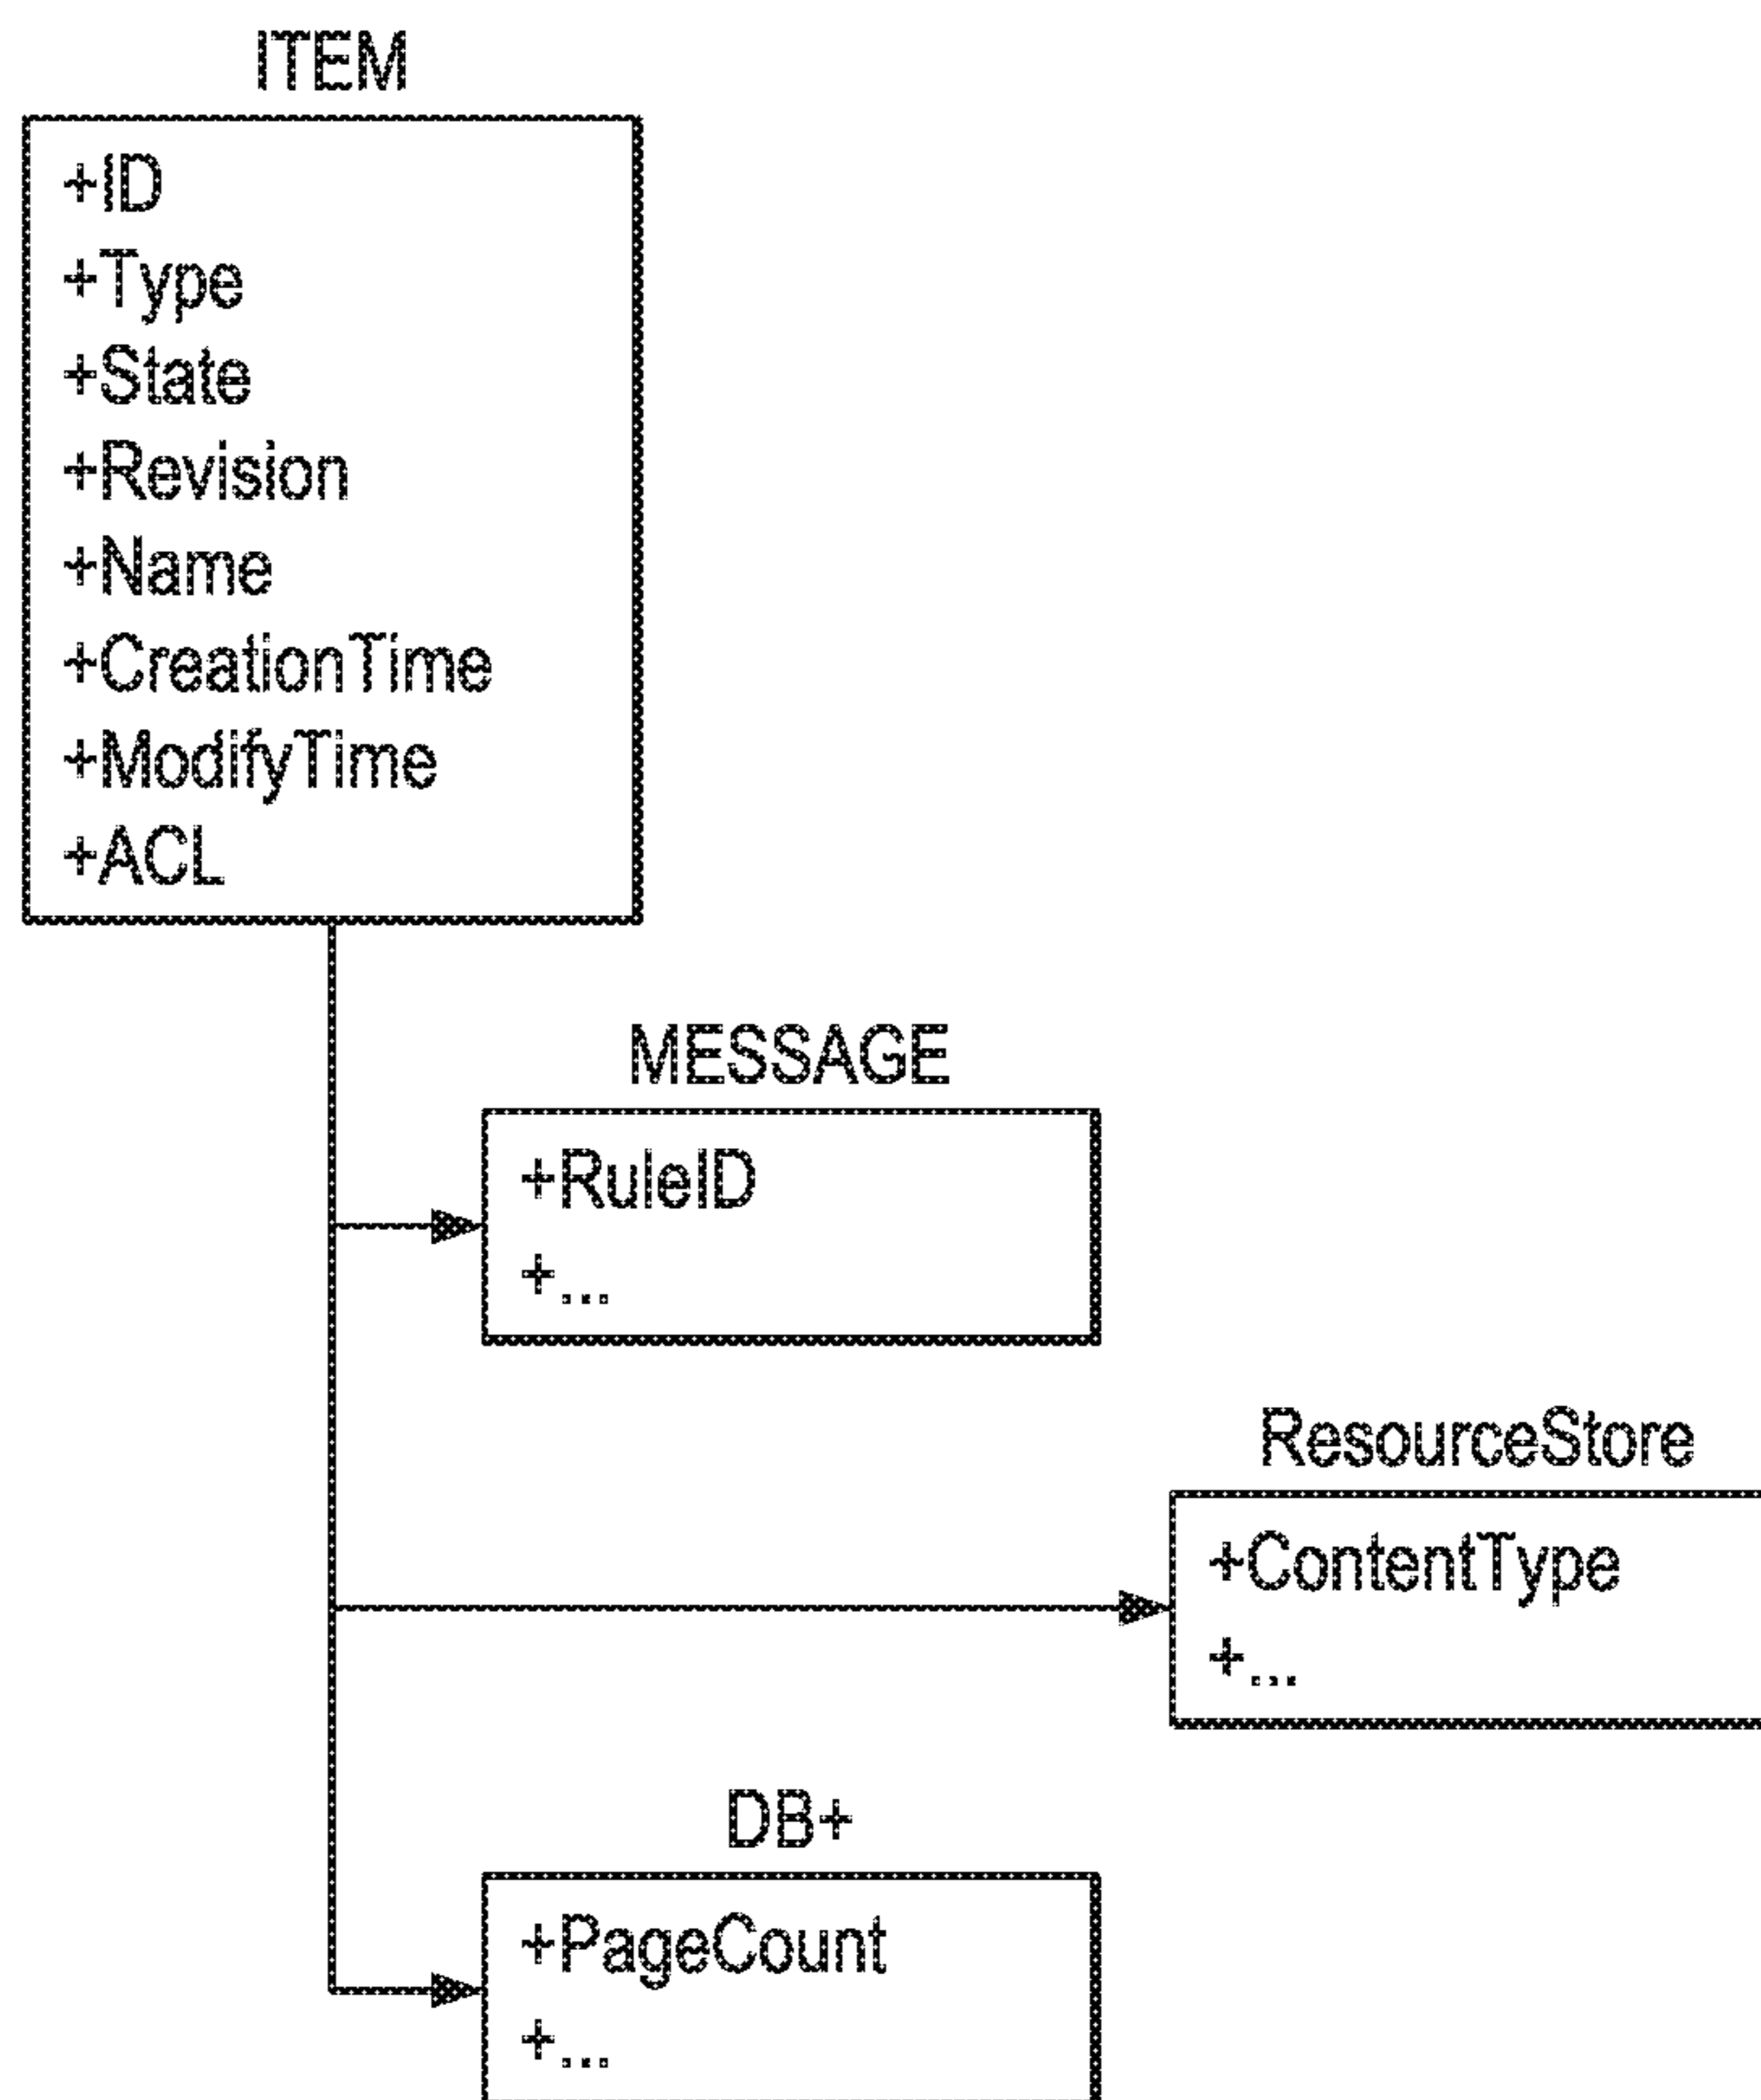 ITEM
+ID
+Type
+State
+Revision
+Name
+CreationTime
+ModifyTime
+ACL
MESSAGE
+RuleID
+...
ResourceStore
+ContentType
+...
DB+
+PageCount
+...